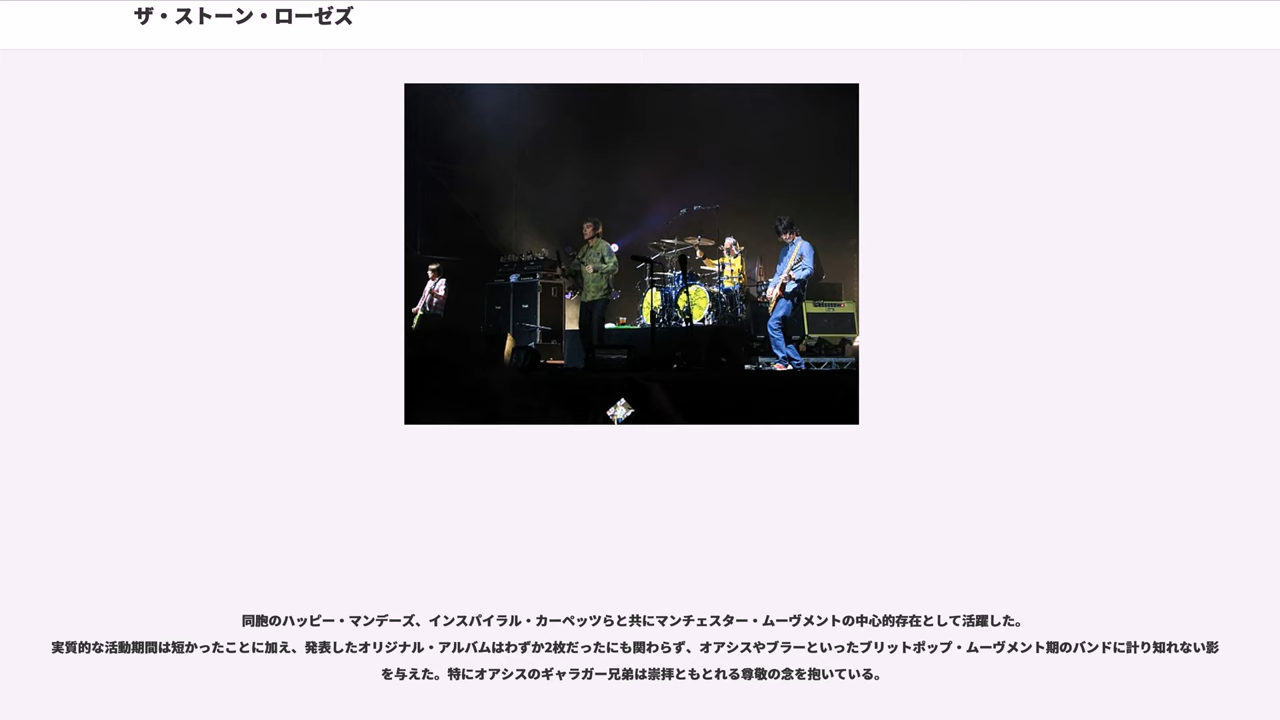 ザ・ストーン・ローゼズ
同胞のハッピー・マンデーズ、インスパイラル・カーペッツらと共にマンチェスター・ムーヴメントの中心的存在として活躍した。
実質的な活動期間は短かったことに加え、発表したオリジナル・アルバムはわずか2枚だったにも関わらず、オアシスやブラーといったブリットポップ・ムーヴメント期のバンドに計り知れない影
を与えた。特にオアシスのギャラガー兄弟は崇拝ともとれる尊敬の念を抱いている。